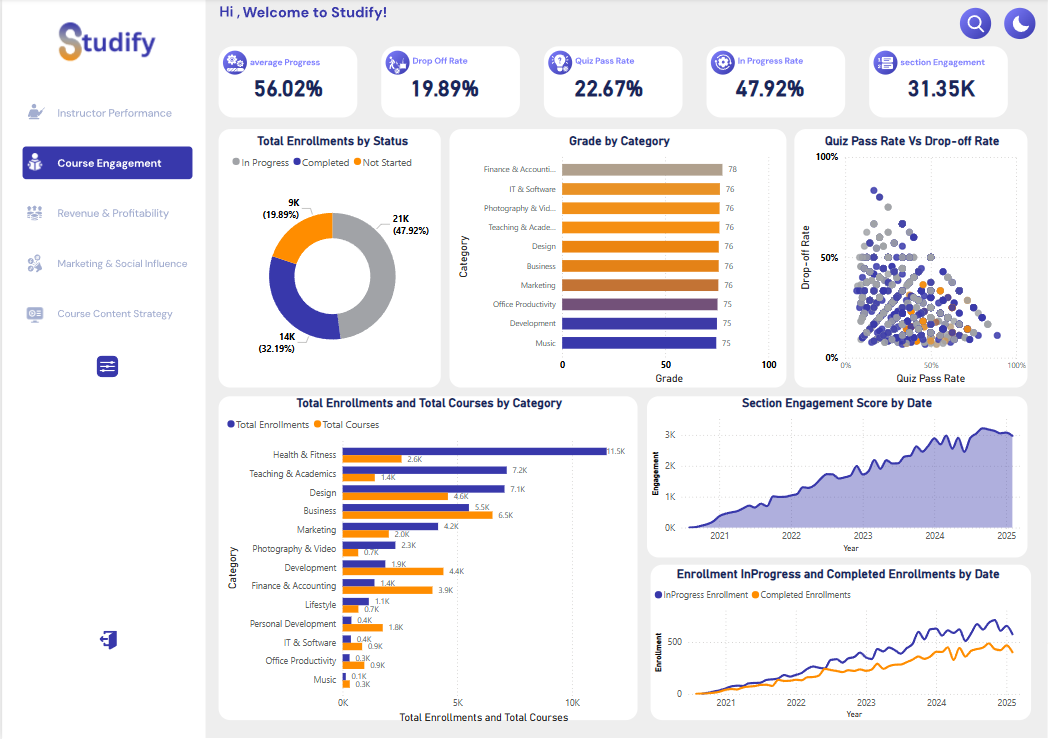 Studify
Instructor Performance
Course Engagement
Revenue & Profitability
Marketing & Social Influence
Course Content Strategy
Hi , Welcome to Studify!
average Progress
56.02%
Drop Off Rate
19.89%
Quiz Pass Rate
22.67%
In Progress Rate
47.92%
section Engagement
31.35K
Total Enrollments by Status
In Progress Completed Not Started
9K
(19.89%)
21K
(47.92%)
14K
(32.19%)
Grade by Category
Category
Finance & Accounti... 78
IT & Software 76
Photography & Vid... 76
Teaching & Acade... 76
Design 76
Business 76
Marketing 76
Office Productivity 75
Development 75
Music 75
0 50 100
Grade
Quiz Pass Rate Vs Drop-off Rate
Drop-off Rate
100%
50%
0%
0% 50% 100%
Quiz Pass Rate
Total Enrollments and Total Courses by Category
Total Enrollments Total Courses
Category
Health & Fitness 11.5K
2.6K
Teaching & Academics 7.2K
1.4K
Design 7.1K
4.6K
Business 5.5K
6.5K
Marketing 4.2K
2.0K
Photography & Video 2.3K
0.7K
Development 1.9K
4.4K
Finance & Accounting 1.4K
3.9K
Lifestyle 1.1K
0.7K
Personal Development 0.4K
1.8K
IT & Software 0.4K
0.9K
Office Productivity 0.3K
0.9K
Music 0.1K
0.3K
0K 5K 10K
Total Enrollments and Total Courses
Section Engagement Score by Date
Engagement
3K
2K
1K
0K
2021 2022 2023 2024 2025
Year
Enrollment InProgress and Completed Enrollments by Date
InProgress Enrollment Completed Enrollments
Enrollment
500
0
2021 2022 2023 2024 2025
Year